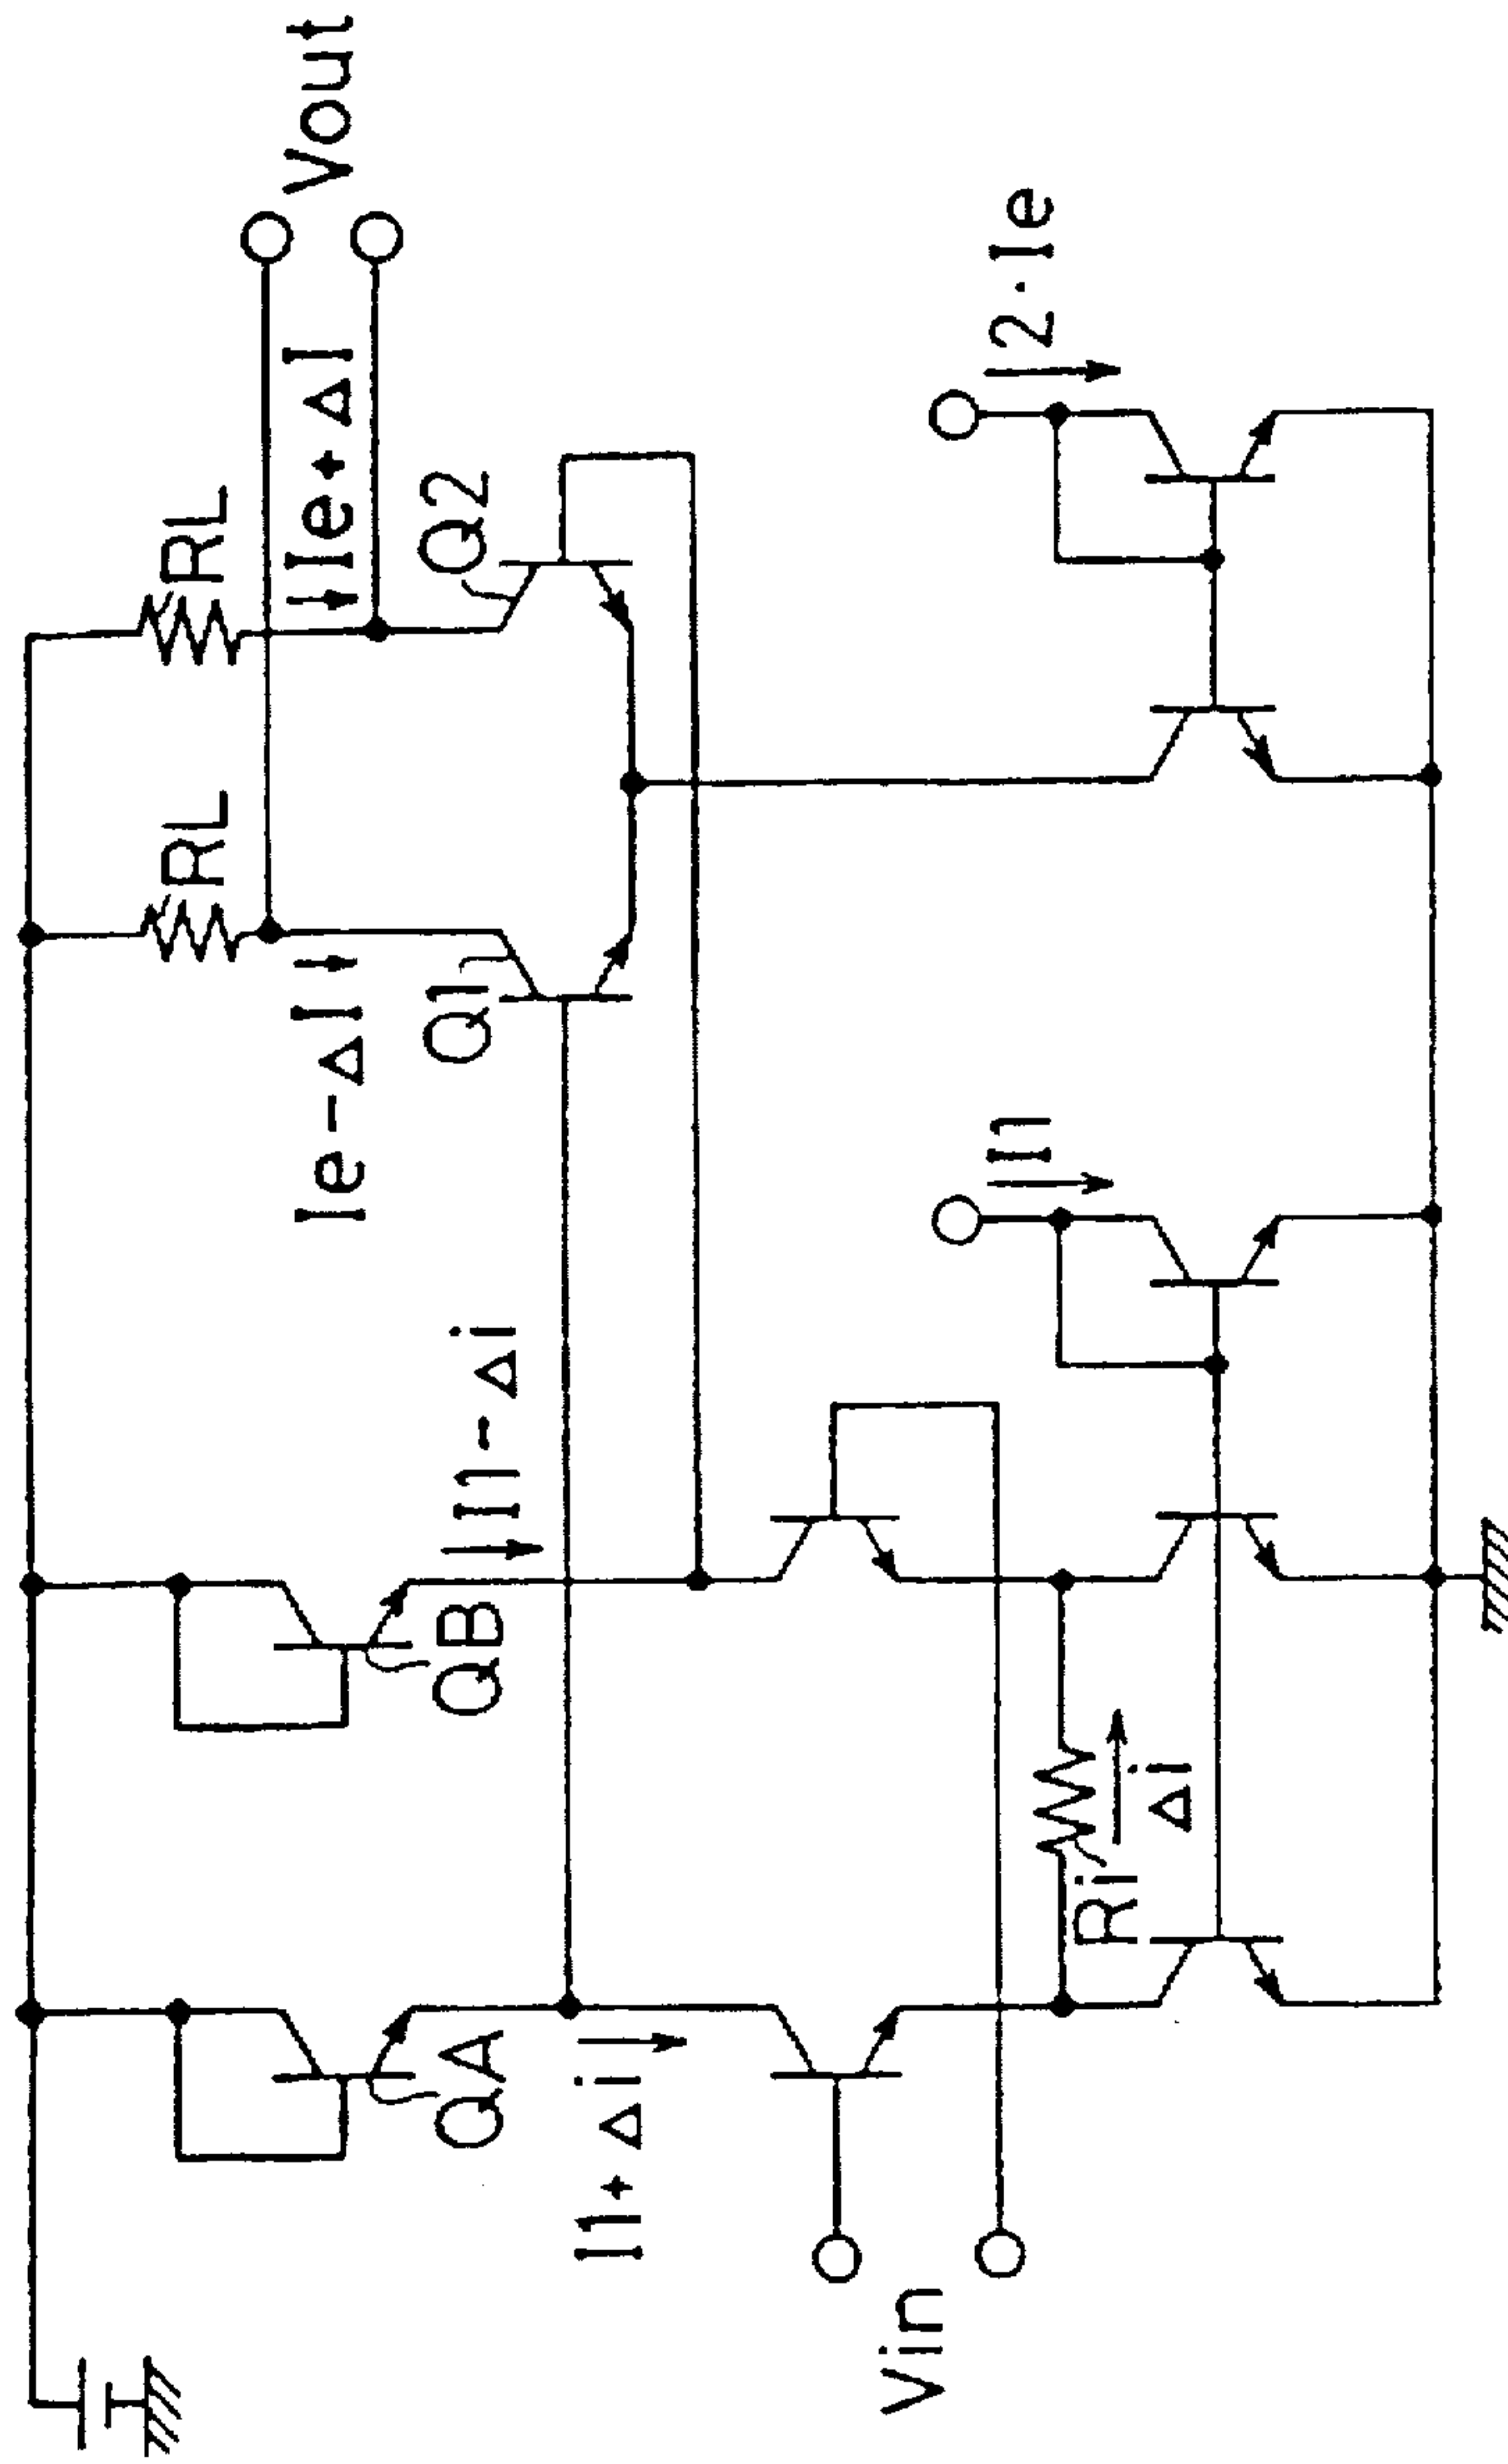 RL
RL
Vout
Ie-ΔI
Ie+ΔI
QA
QB
I1-Δi
Q1
Q2
I1+Δi
Vin
Ri
Δi
I1
2·Ie